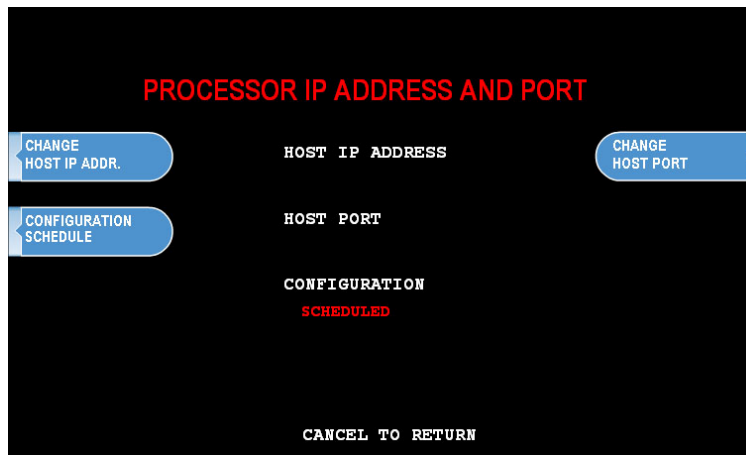 PROCESSOR IP ADDRESS AND PORT
CHANGE
HOST IP ADDR.
HOST IP ADDRESS
CHANGE
HOST PORT
CONFIGURATION
SCHEDULE
HOST PORT
CONFIGURATION
SCHEDULED
CANCEL TO RETURN